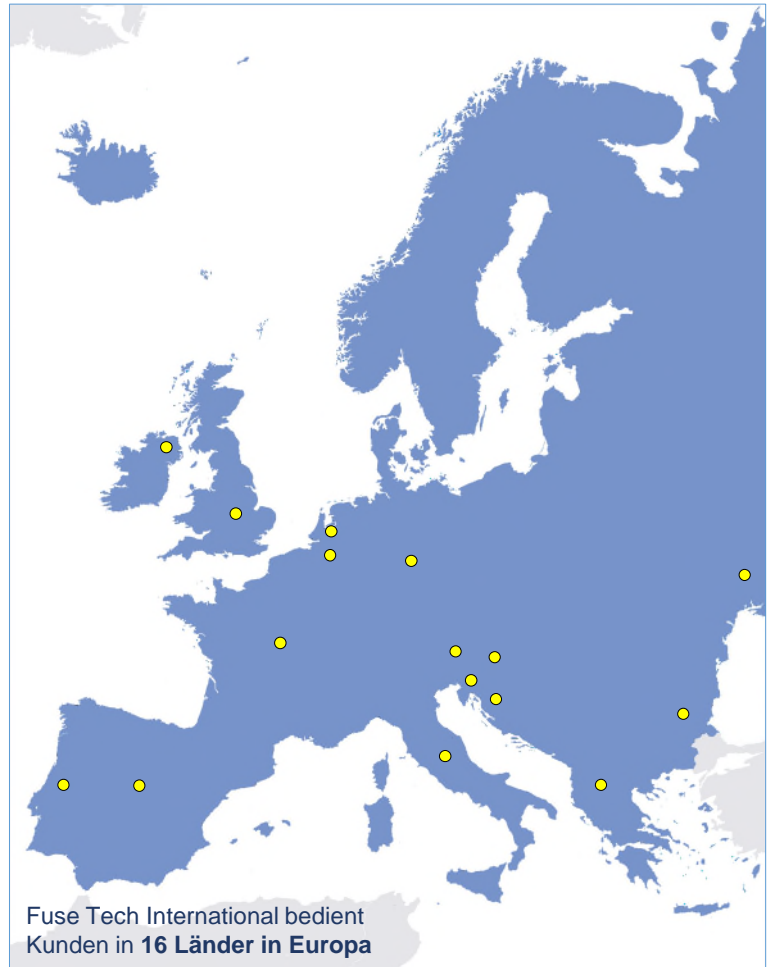 Fuse Tech International bedient
Kunden in 16 Länder in Europa